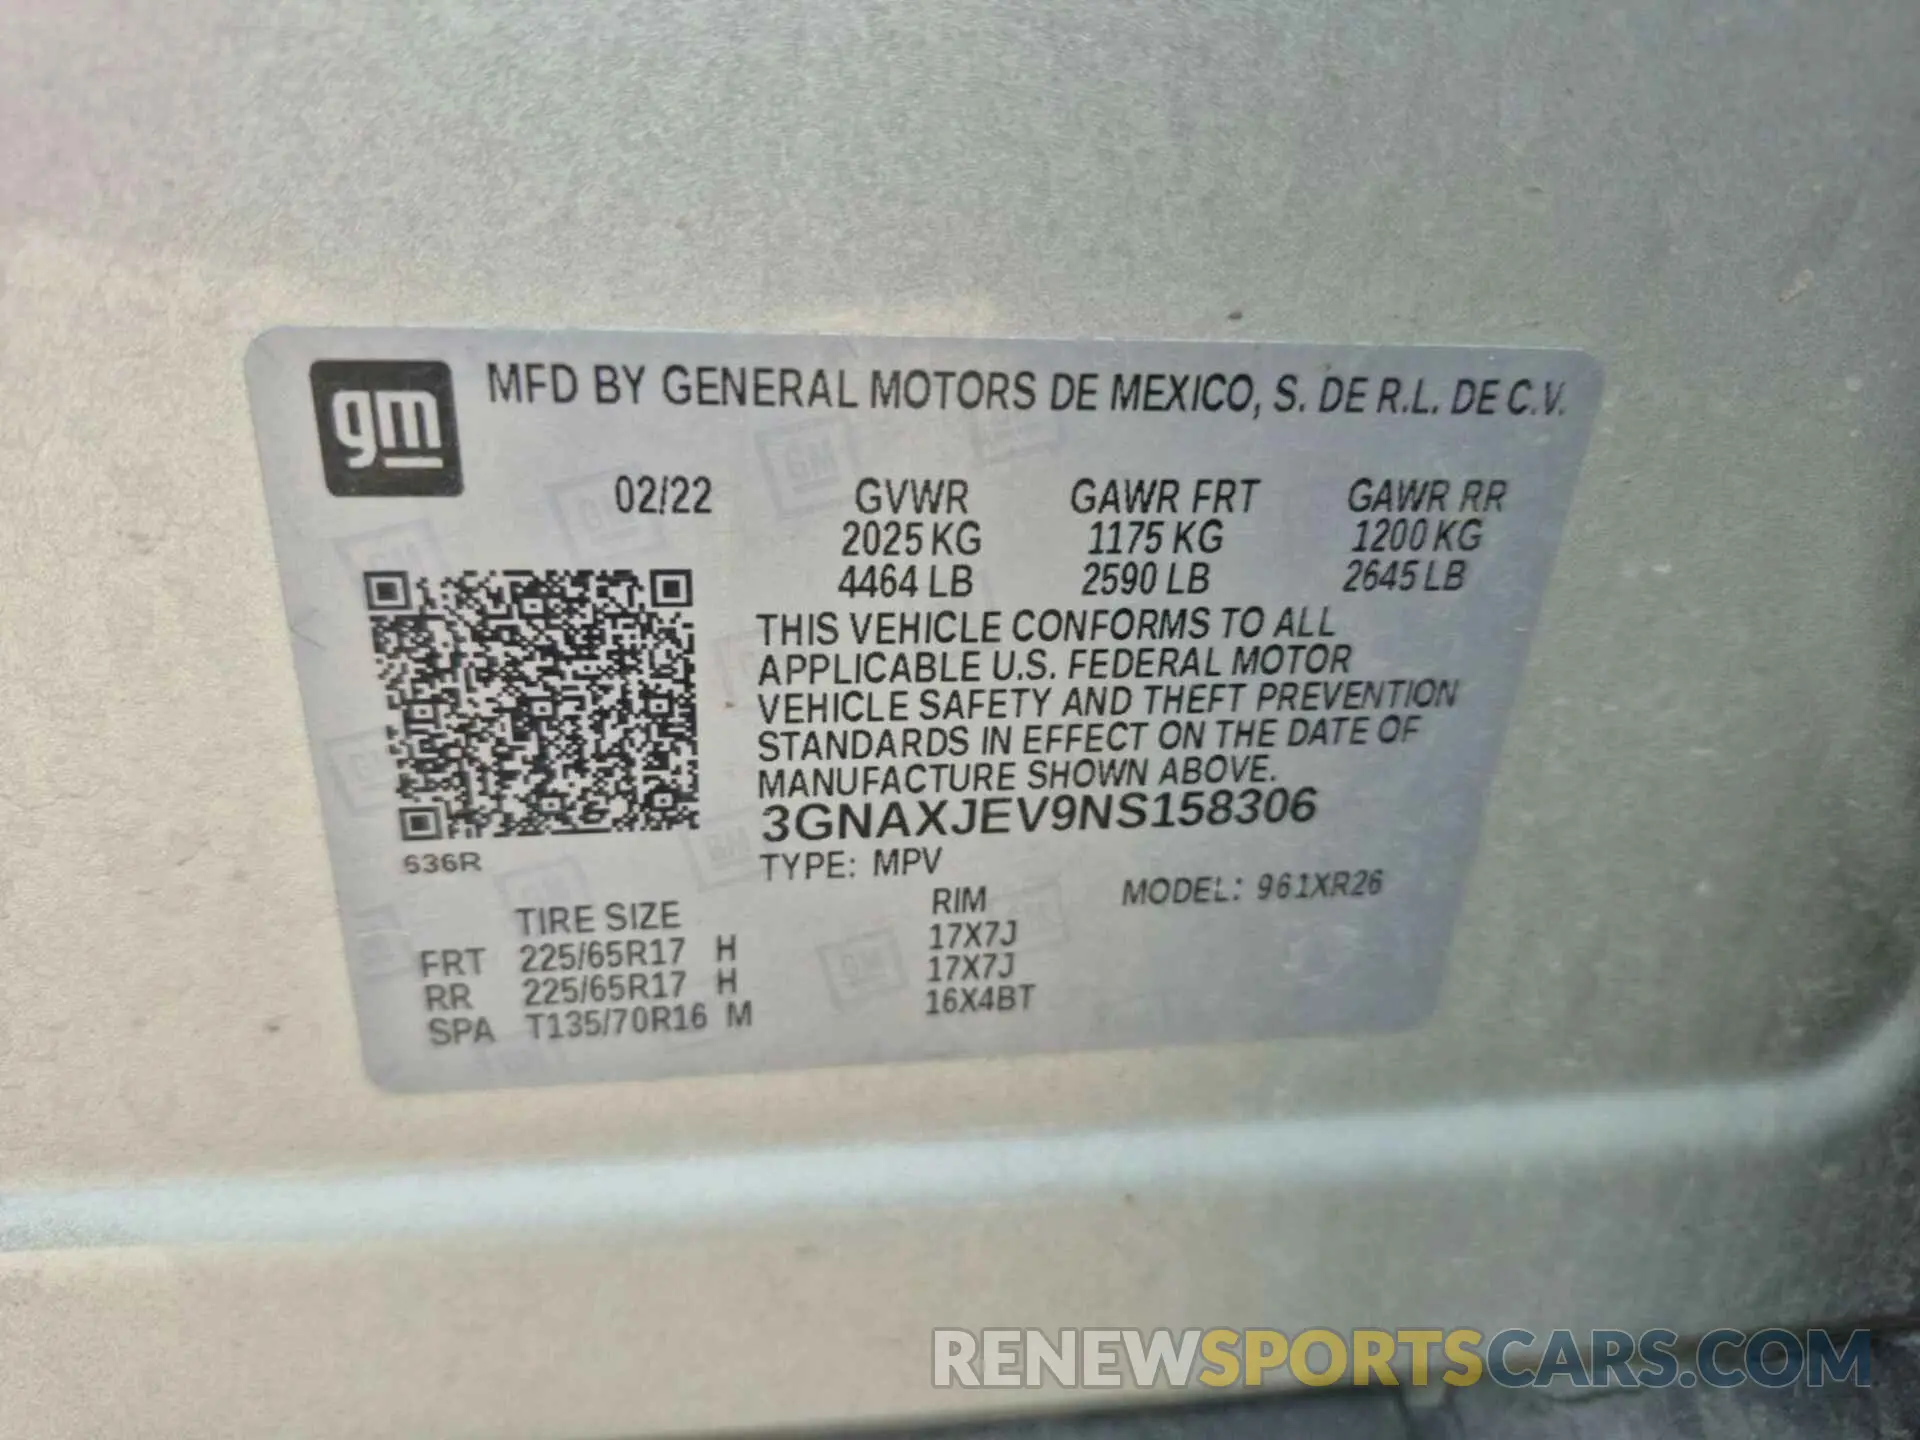 gm
MFD BY GENERAL MOTORS DE MEXICO, S. DE R.L. DE C.V.
02/22 GVWR GAWR FRT GAWR RR
2025 KG 1175 KG 1200 KG
4464 LB 2590 LB 2645 LB
THIS VEHICLE CONFORMS TO ALL
APPLICABLE U.S. FEDERAL MOTOR
VEHICLE SAFETY AND THEFT PREVENTION
STANDARDS IN EFFECT ON THE DATE OF
MANUFACTURE SHOWN ABOVE.
3GNAXJEV9NS158306
636R
TYPE: MPV
MODEL: 961XR26
TIRE SIZE RIM
FRT 225/65R17 H 17X7J
RR 225/65R17 H 17X7J
SPA T135/70R16 M 16X4BT
RENEWSPORTSCARS.COM